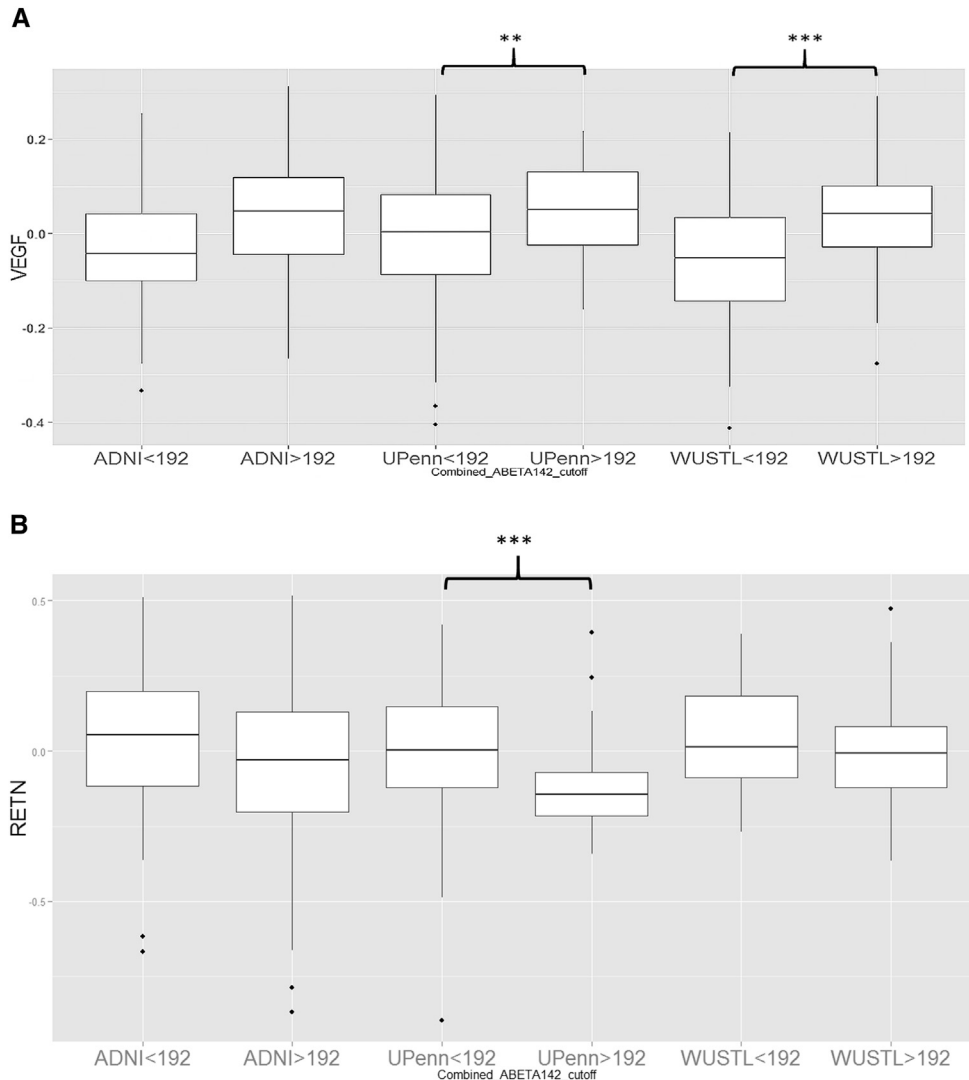 A
** ***
0.2
0.0
-0.2
-0.4
VEGF
ADNI<192 ADNI>192 UPenn<192 UPenn>192 WUSTL<192 WUSTL>192
Combined_ABETA142_cutoff
B
***
0.5
0.0
-0.5
RETN
ADNI<192 ADNI>192 UPenn<192 UPenn>192 WUSTL<192 WUSTL>192
Combined_ABETA142_cutoff